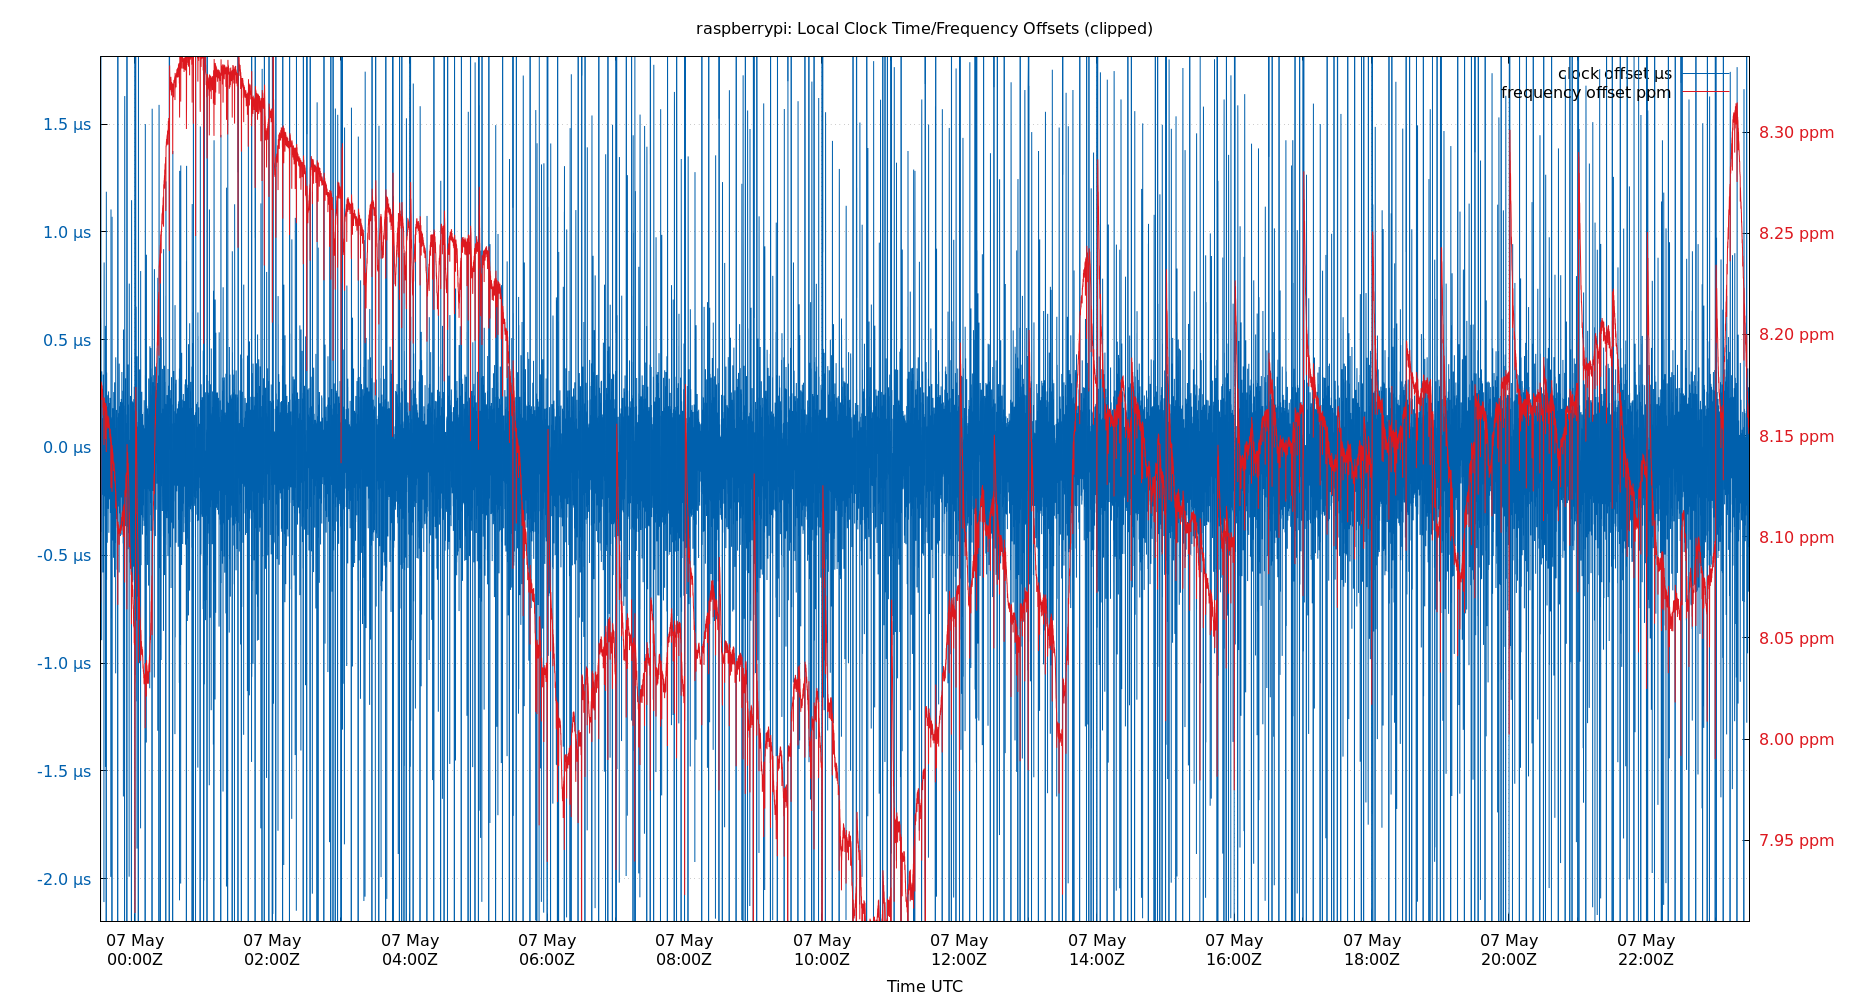 raspberrypi: Local Clock Time/Frequency Offsets (clipped)
clock offset µs
frequency offset ppm
1.5 µs
1.0 µs
0.5 µs
0.0 µs
-0.5 µs
-1.0 µs
-1.5 µs
-2.0 µs
8.30 ppm
8.25 ppm
8.20 ppm
8.15 ppm
8.10 ppm
8.05 ppm
8.00 ppm
7.95 ppm
07 May 07 May 07 May 07 May 07 May 07 May 07 May 07 May 07 May 07 May 07 May 07 May
00:00Z 02:00Z 04:00Z 06:00Z 08:00Z 10:00Z 12:00Z 14:00Z 16:00Z 18:00Z 20:00Z 22:00Z
Time UTC